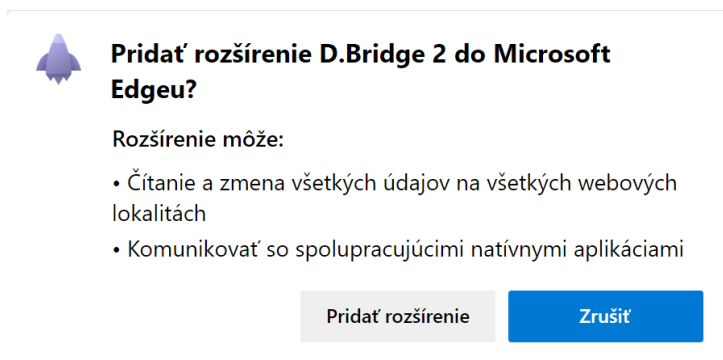 Pridať rozšírenie D.Bridge 2 do Microsoft
Edgeu?
Rozšírenie môže:
• Čítanie a zmena všetkých údajov na všetkých webových
lokalitách
• Komunikovať so spolupracujúcimi natívnymi aplikáciami
Pridať rozšírenie
Zrušiť